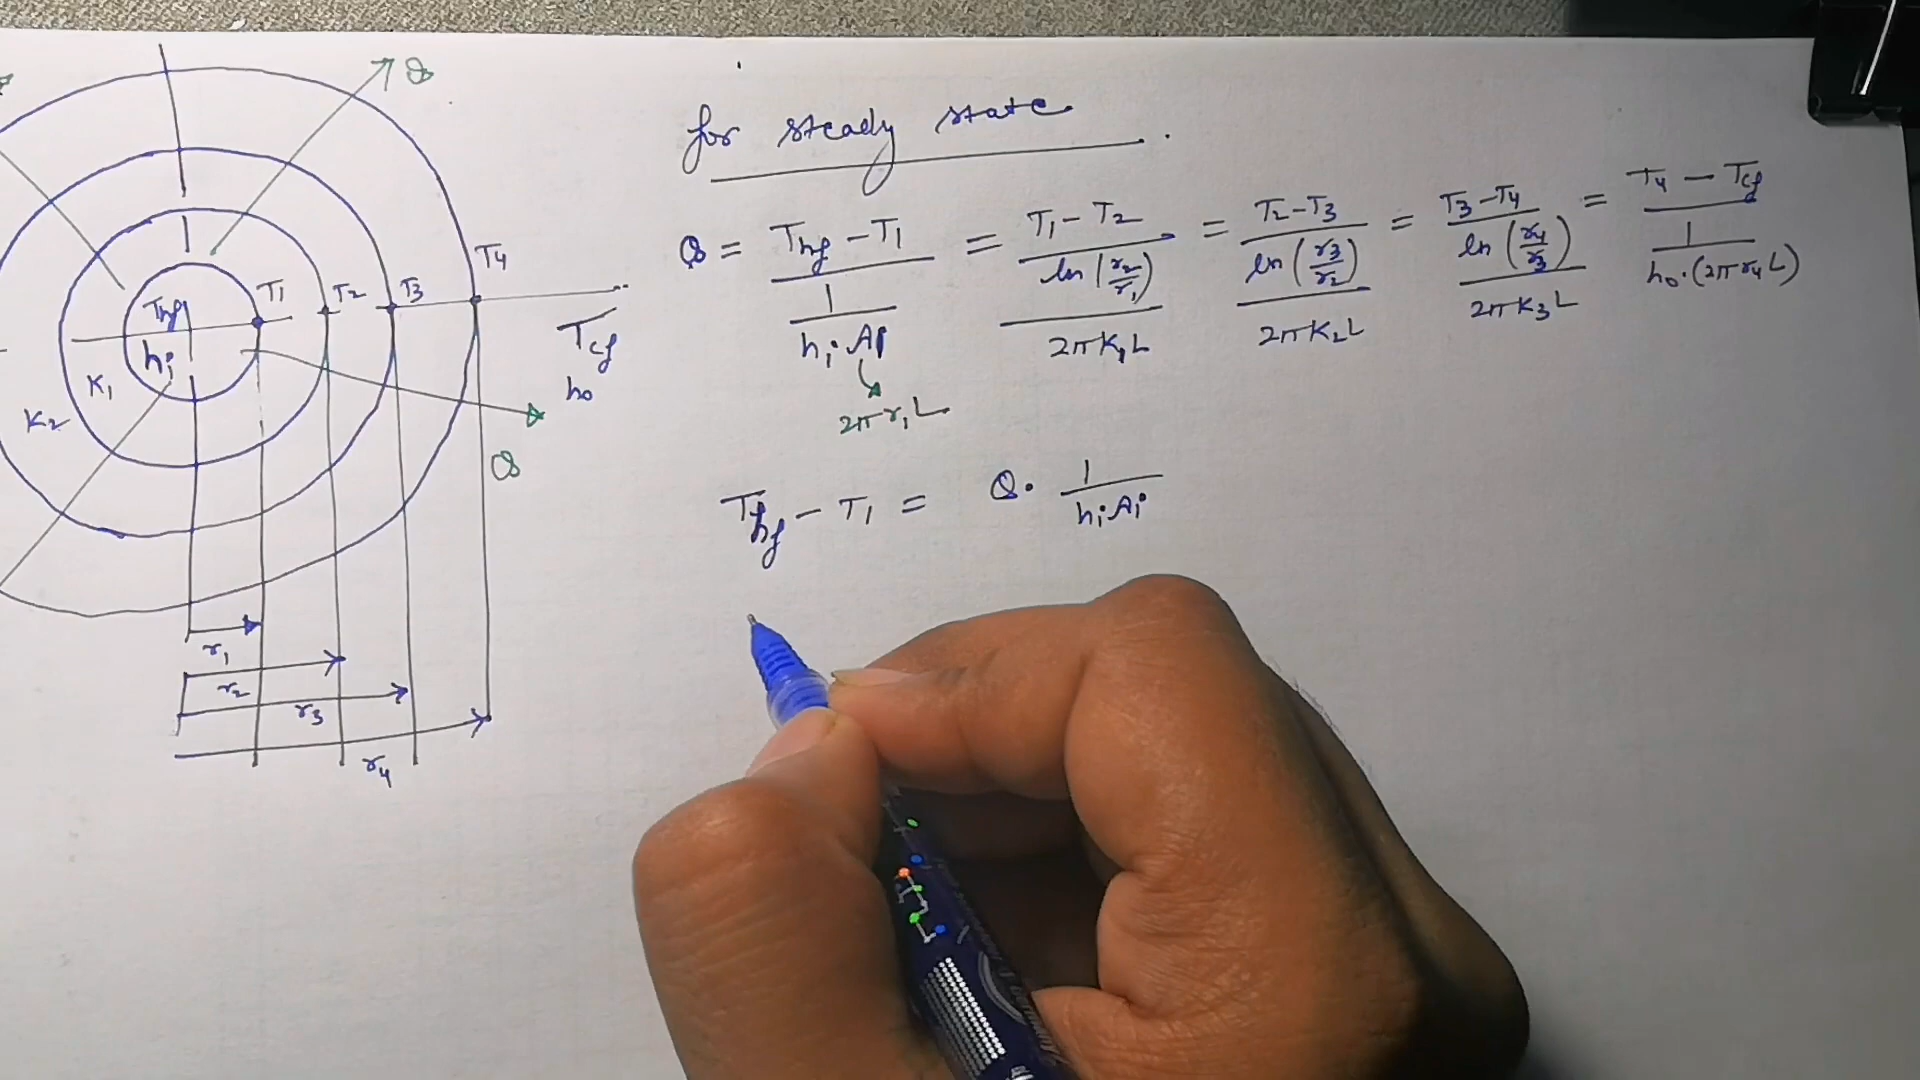 for steady state.
Q = (Thf − T1) / (1 / (hi·Ai)) = (T1 − T2) / (ln(r2/r1) / 2πK1L) = (T2 − T3) / (ln(r3/r2) / 2πK2L) = (T3 − T4) / (ln(r4/r3) / 2πK3L) = (T4 − Tcf) / (1 / (ho·(2πr4L)))
2πr1L
Thf − T1 = Q· 1 / (hiAi)
Q
Thf
hi
T1
T2
T3
T4
Tcf
ho
K1
K2
Q
r1
r2
r3
r4